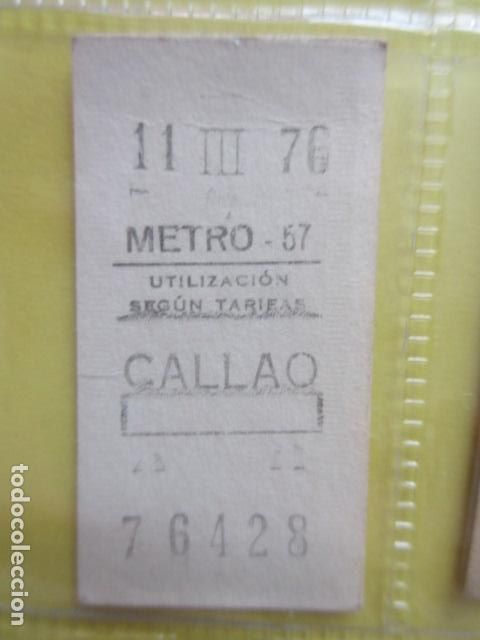 11 III 76
METRO - 57
UTILIZACIÓN
SEGÚN TARIFAS
CALLAO
76428
todocoleccion